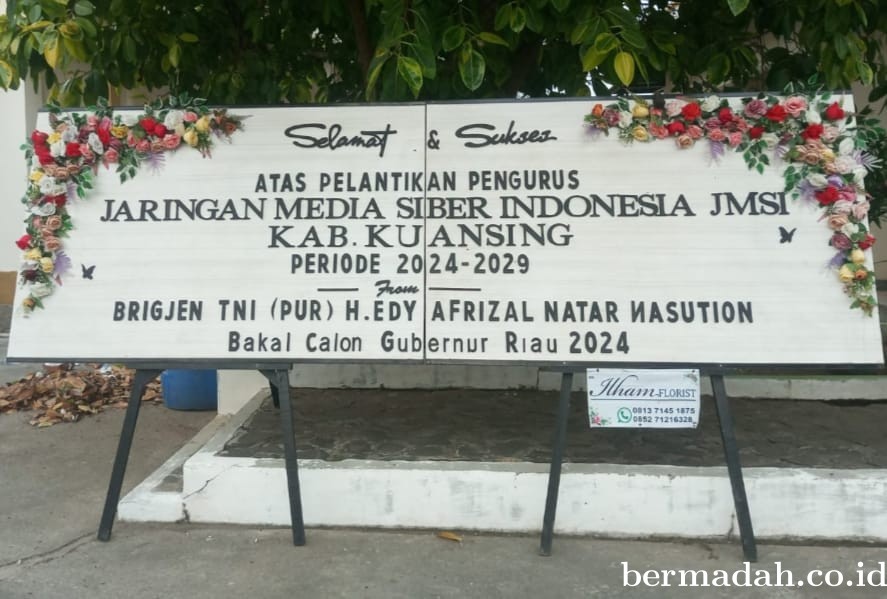 Selamat & Sukses
ATAS PELANTIKAN PENGURUS
JARINGAN MEDIA SIBER INDONESIA JMSI
KAB. KUANSING
PERIODE 2024-2029
From
BRIGJEN TNI (PUR) H.EDY AFRIZAL NATAR NASUTION
Bakal Calon Gubernur Riau 2024
Ilham-FLORIST
0813 7145 1875
0852 71216328
bermadah.co.id